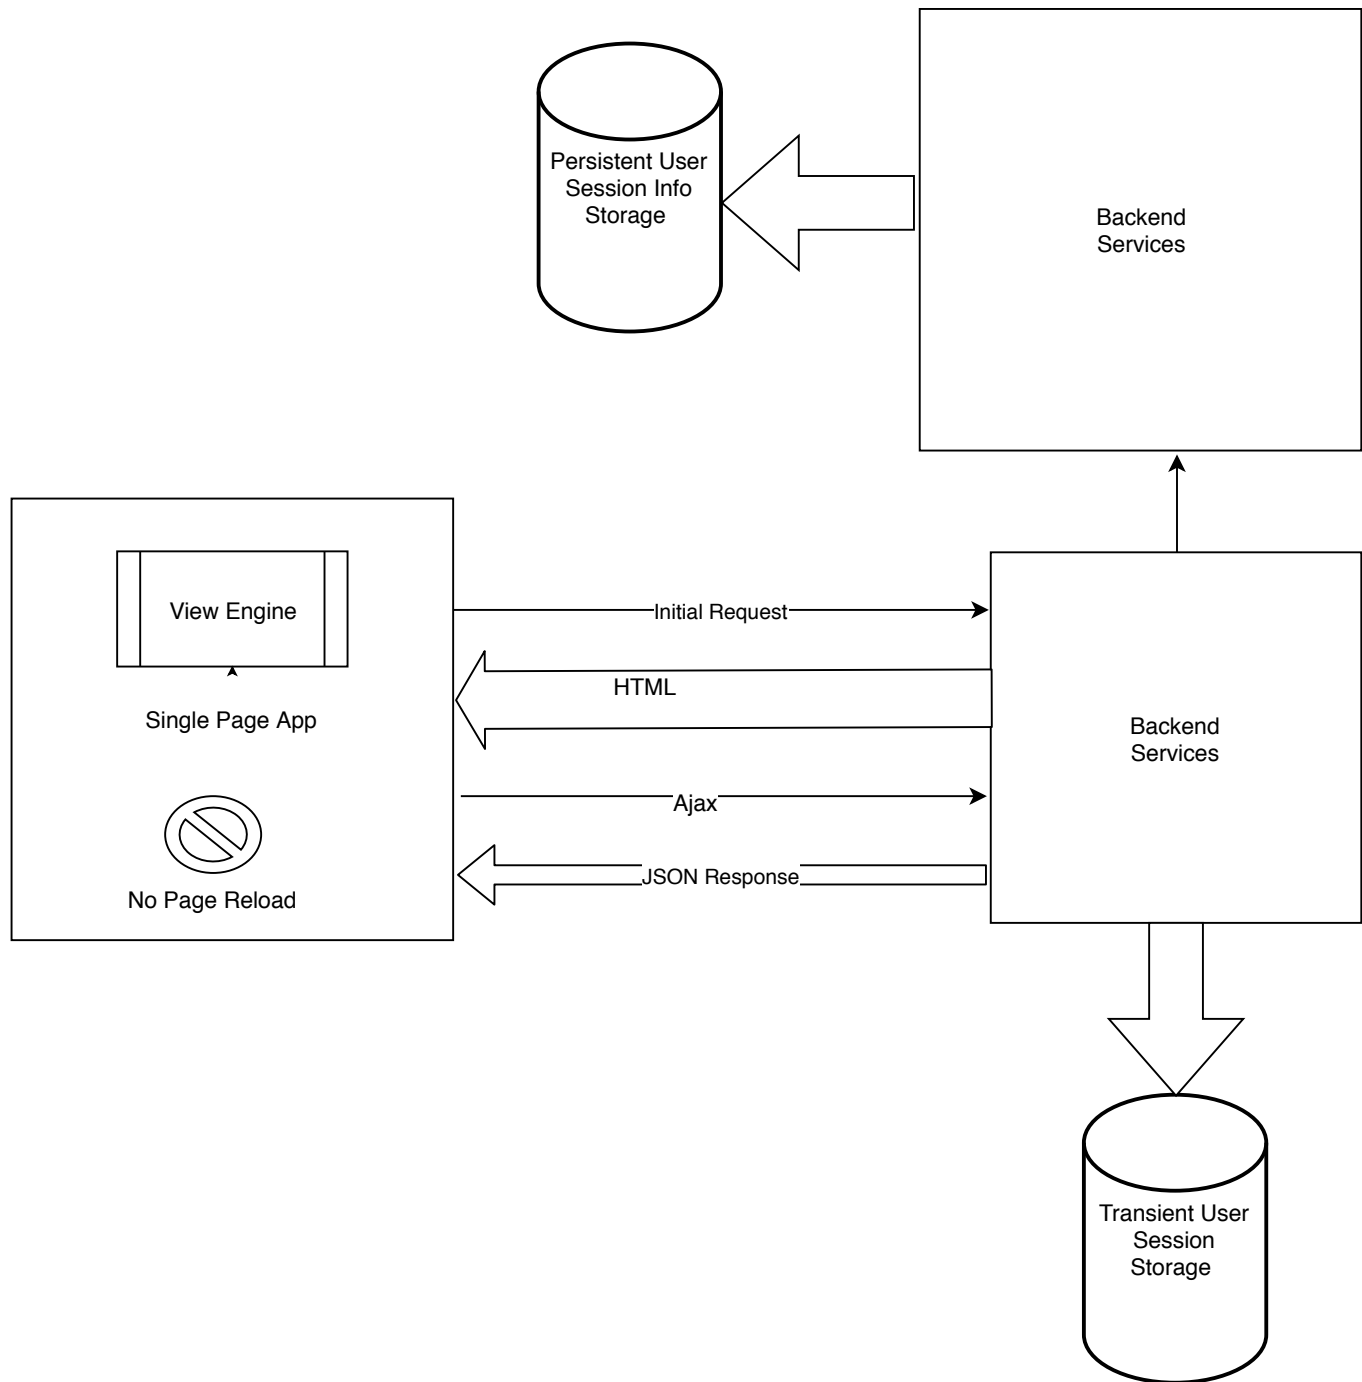 Persistent User
Session Info
Storage
Backend
Services
View Engine
Single Page App
No Page Reload
Initial Request
HTML
Ajax
JSON Response
Backend
Services
Transient User
Session
Storage